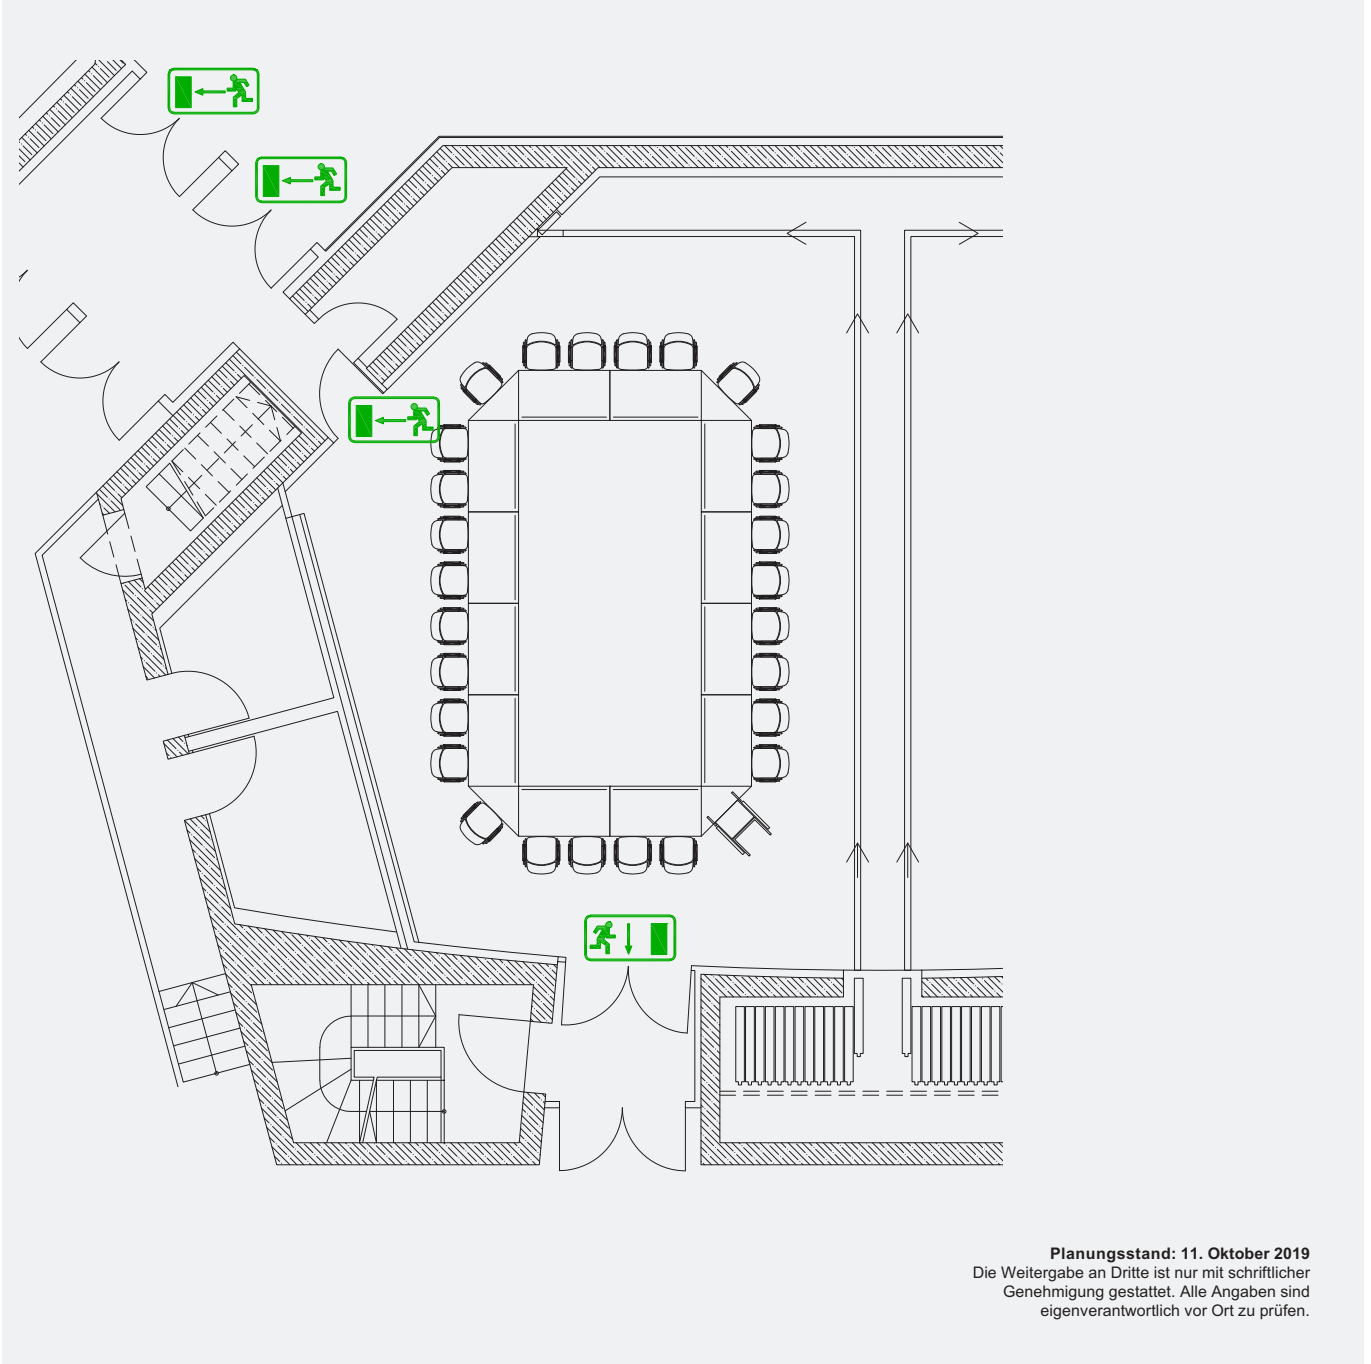 Planungsstand: 11. Oktober 2019
Die Weitergabe an Dritte ist nur mit schriftlicher
Genehmigung gestattet. Alle Angaben sind
eigenverantwortlich vor Ort zu prüfen.